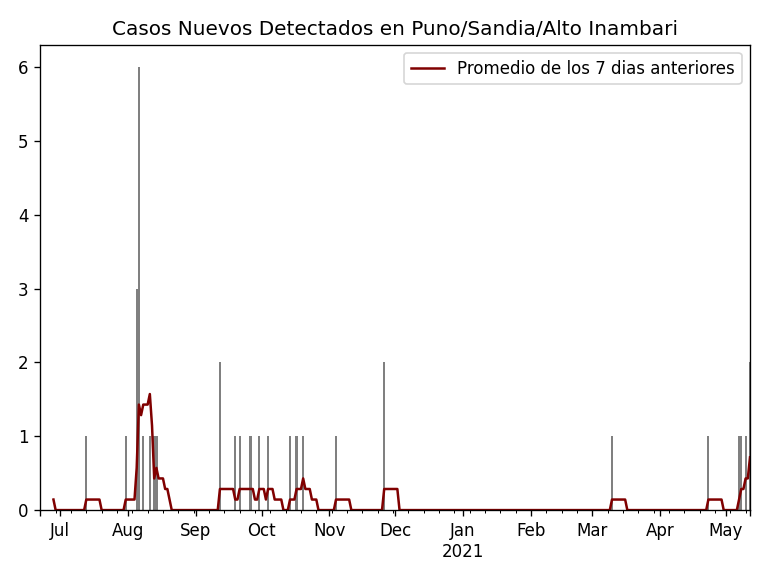 Casos Nuevos Detectados en Puno/Sandia/Alto Inambari
Promedio de los 7 dias anteriores
6
5
4
3
2
1
0
Jul Aug Sep Oct Nov Dec Jan Feb Mar Apr May
2021